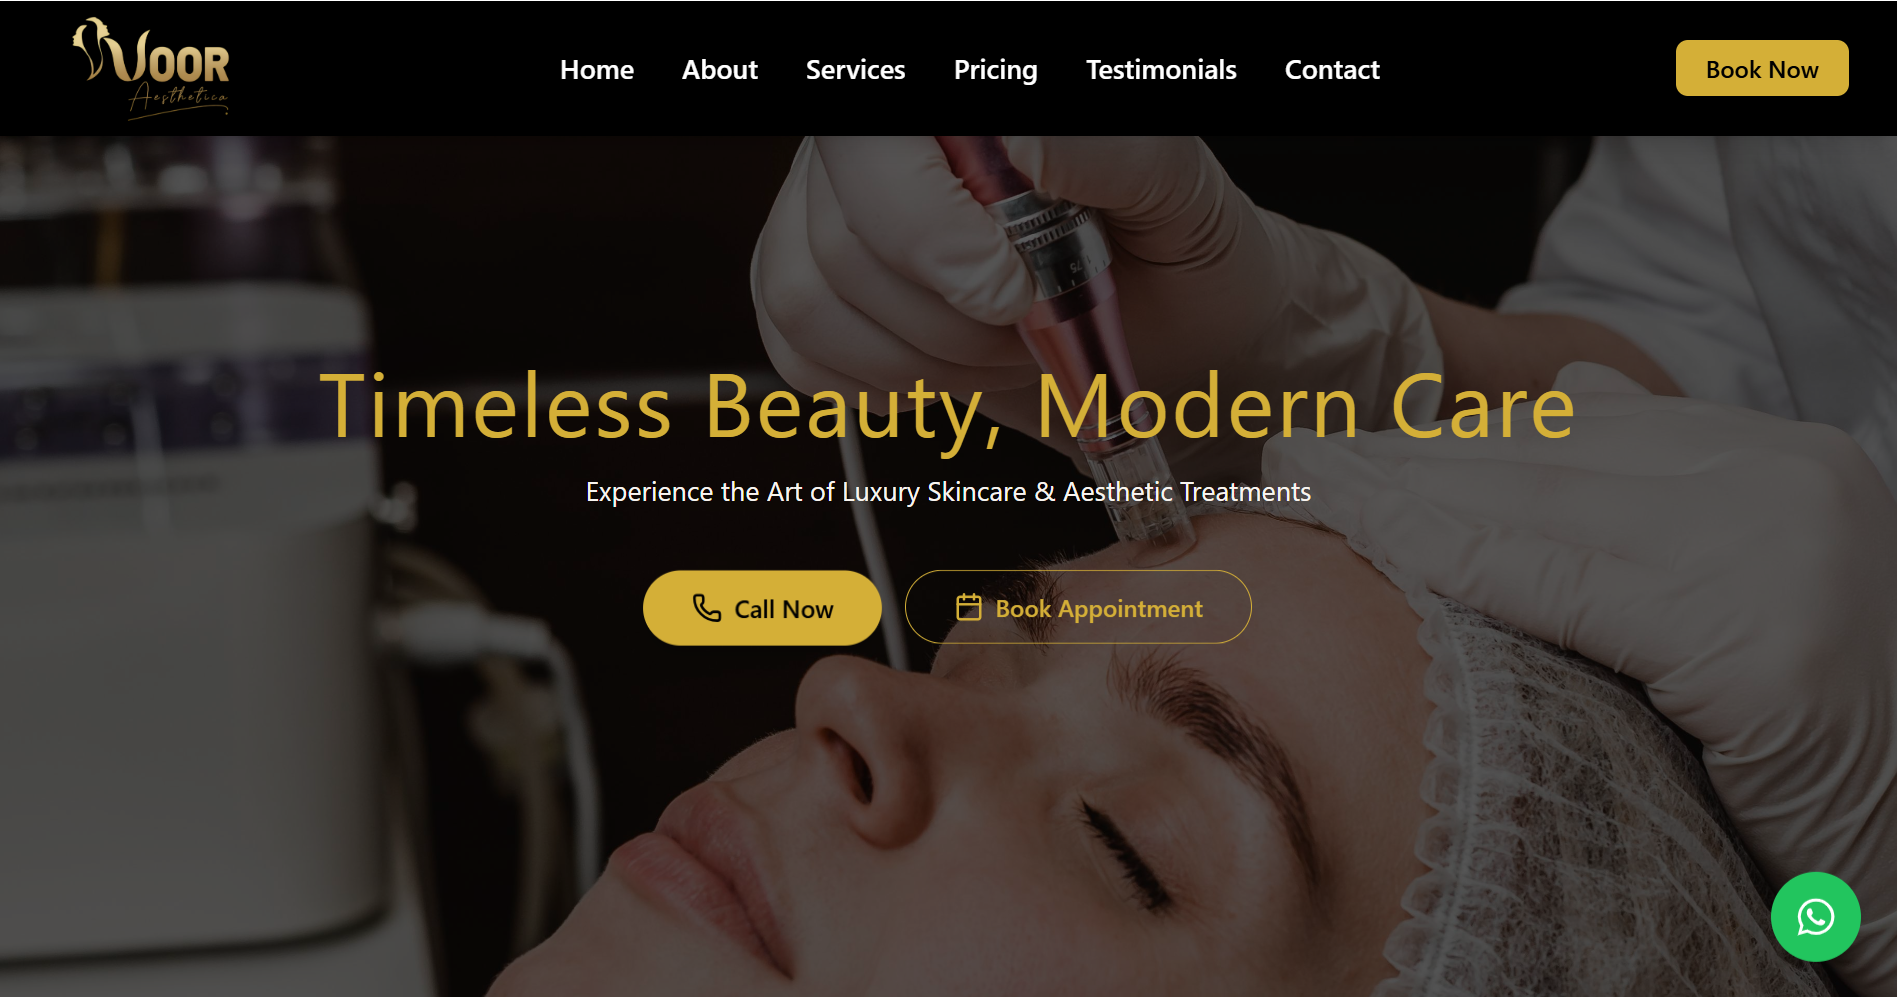 NOOR
Aesthetica
Home
About
Services
Pricing
Testimonials
Contact
Book Now
75
Timeless Beauty, Modern Care
Experience the Art of Luxury Skincare & Aesthetic Treatments
Call Now
Book Appointment